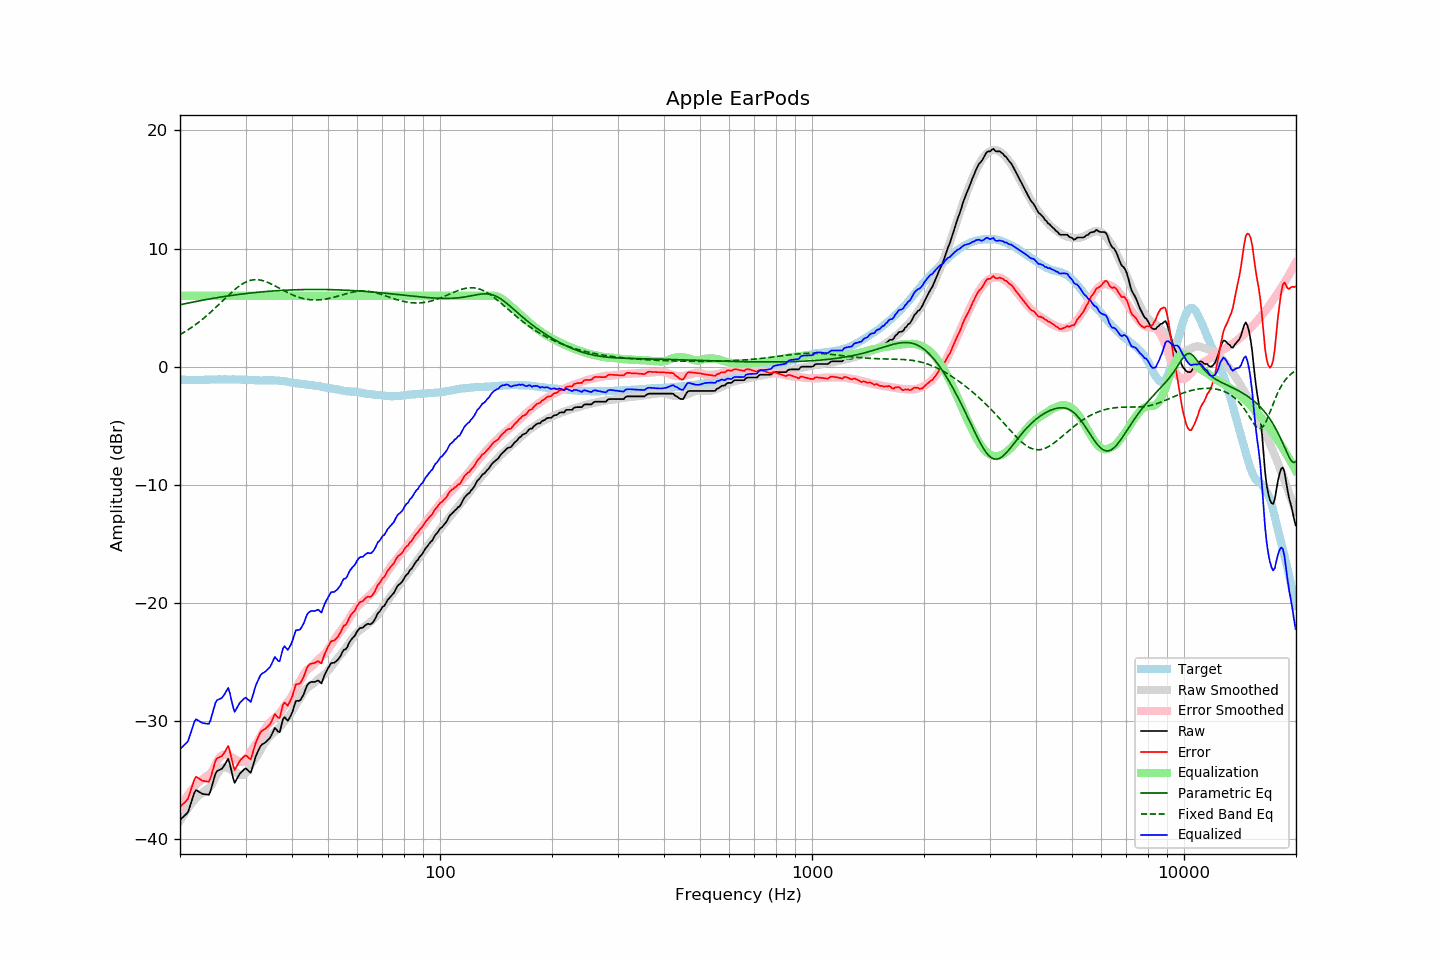 Apple EarPods
20
10
0
−10
−20
−30
−40
Amplitude (dBr)
100
1000
10000
Frequency (Hz)
Target
Raw Smoothed
Error Smoothed
Raw
Error
Equalization
Parametric Eq
Fixed Band Eq
Equalized